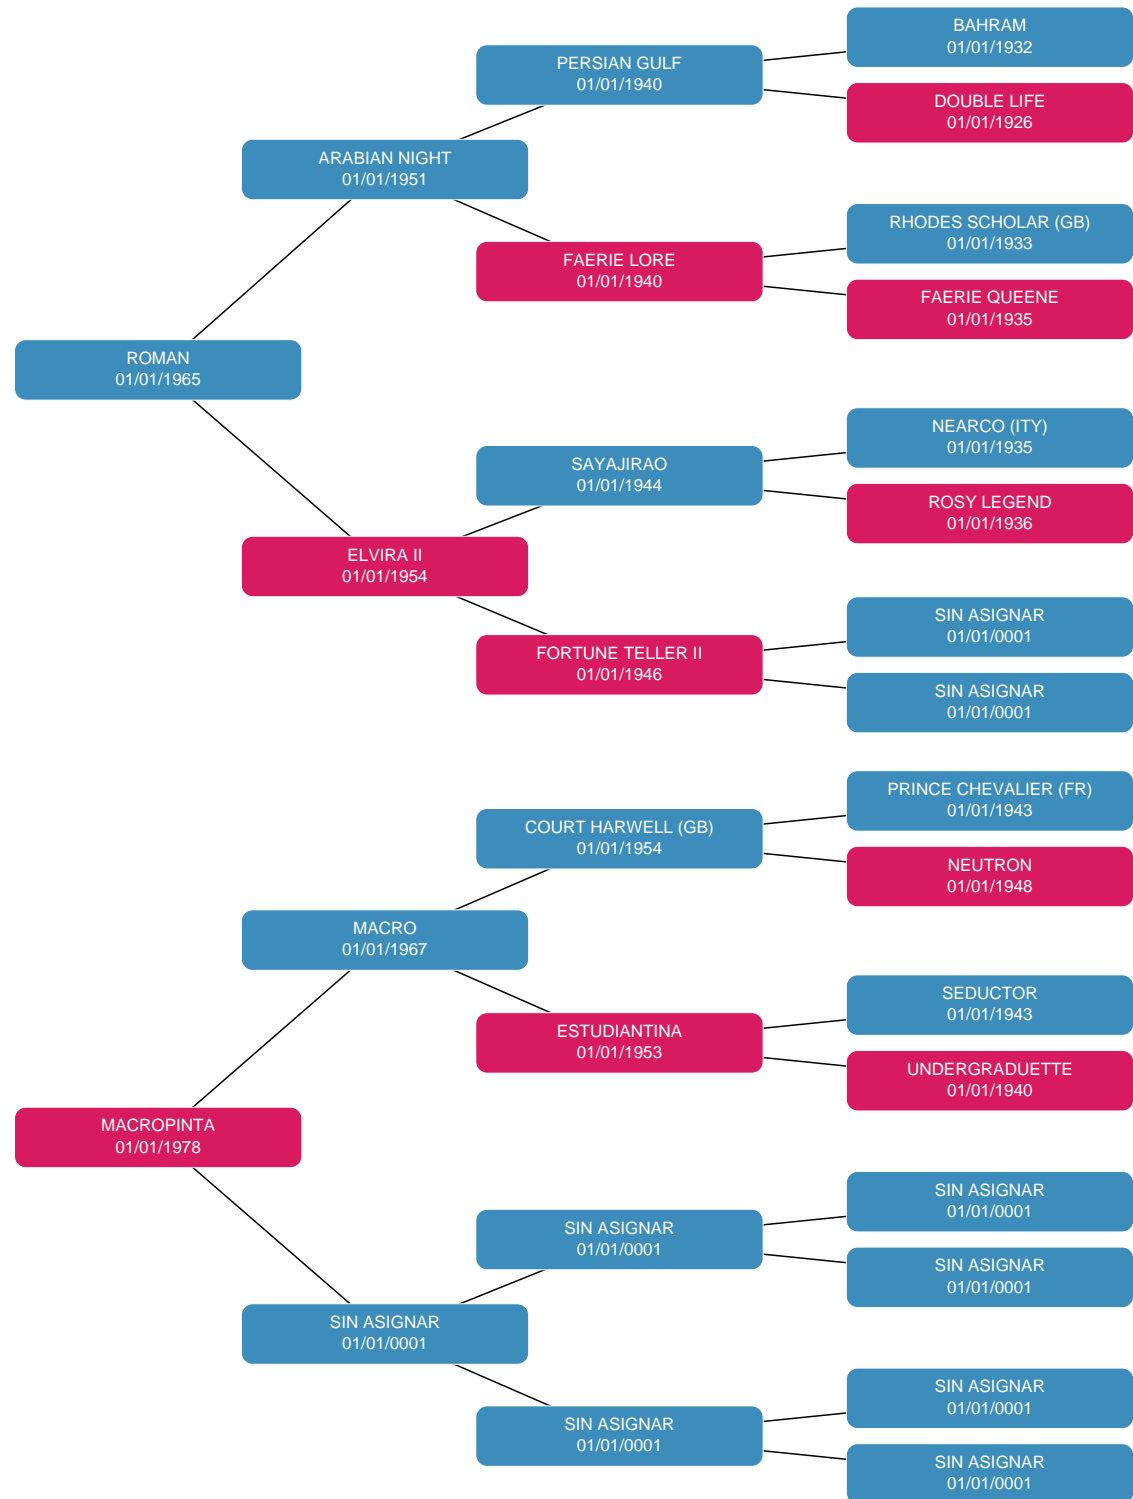 BAHRAM
01/01/1932
PERSIAN GULF
01/01/1940
DOUBLE LIFE
01/01/1926
ARABIAN NIGHT
01/01/1951
RHODES SCHOLAR (GB)
01/01/1933
FAERIE LORE
01/01/1940
FAERIE QUEENE
01/01/1935
ROMAN
01/01/1965
NEARCO (ITY)
01/01/1935
SAYAJIRAO
01/01/1944
ROSY LEGEND
01/01/1936
ELVIRA II
01/01/1954
SIN ASIGNAR
01/01/0001
FORTUNE TELLER II
01/01/1946
SIN ASIGNAR
01/01/0001
PRINCE CHEVALIER (FR)
01/01/1943
COURT HARWELL (GB)
01/01/1954
NEUTRON
01/01/1948
MACRO
01/01/1967
SEDUCTOR
01/01/1943
ESTUDIANTINA
01/01/1953
UNDERGRADUETTE
01/01/1940
MACROPINTA
01/01/1978
SIN ASIGNAR
01/01/0001
SIN ASIGNAR
01/01/0001
SIN ASIGNAR
01/01/0001
SIN ASIGNAR
01/01/0001
SIN ASIGNAR
01/01/0001
SIN ASIGNAR
01/01/0001
SIN ASIGNAR
01/01/0001